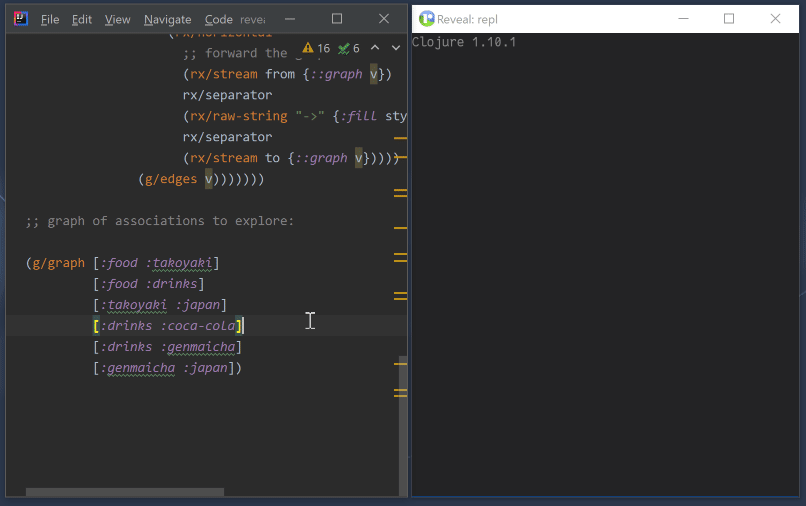 File Edit View Navigate Code revea
(rx/horizontal
;; forward the g
16 6
(rx/stream from {::graph v})
rx/separator
(rx/raw-string "->" {:fill sty
rx/separator
(rx/stream to {::graph v}))))
(g/edges v)))))))
;; graph of associations to explore:
(g/graph [:food :takoyaki]
[:food :drinks]
[:takoyaki :japan]
[:drinks :coca-cola]
[:drinks :genmaicha]
[:genmaicha :japan])
Reveal: repl
Clojure 1.10.1